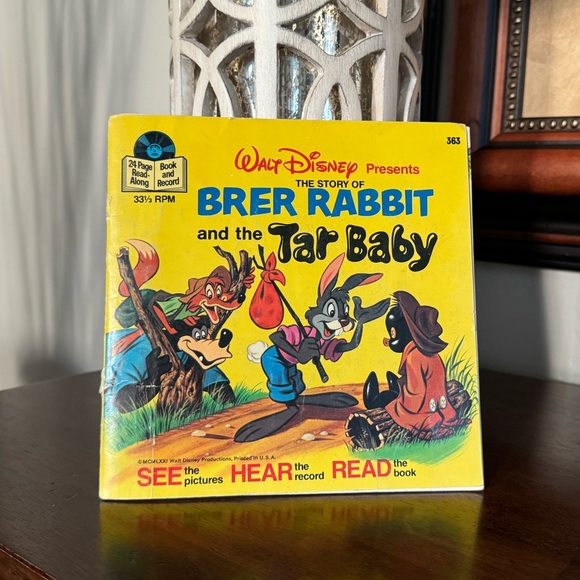 363
24 Page Read-Along
Book and Record
33⅓ RPM
Walt Disney Presents
THE STORY OF
BRER RABBIT
and the Tar Baby
©MCMLXXI Walt Disney Productions, Printed in U.S.A.
SEE the pictures HEAR the record READ the book